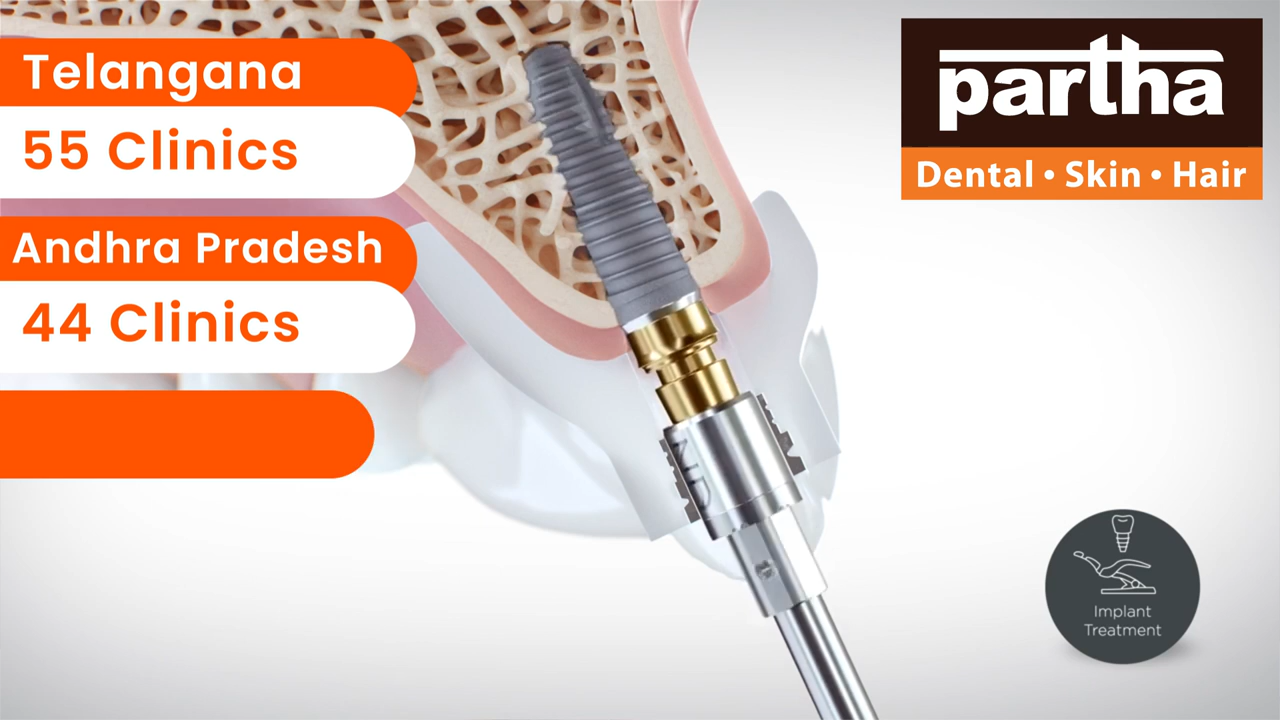 Telangana
55 Clinics
Andhra Pradesh
44 Clinics
partha
Dental • Skin • Hair
Implant
Treatment